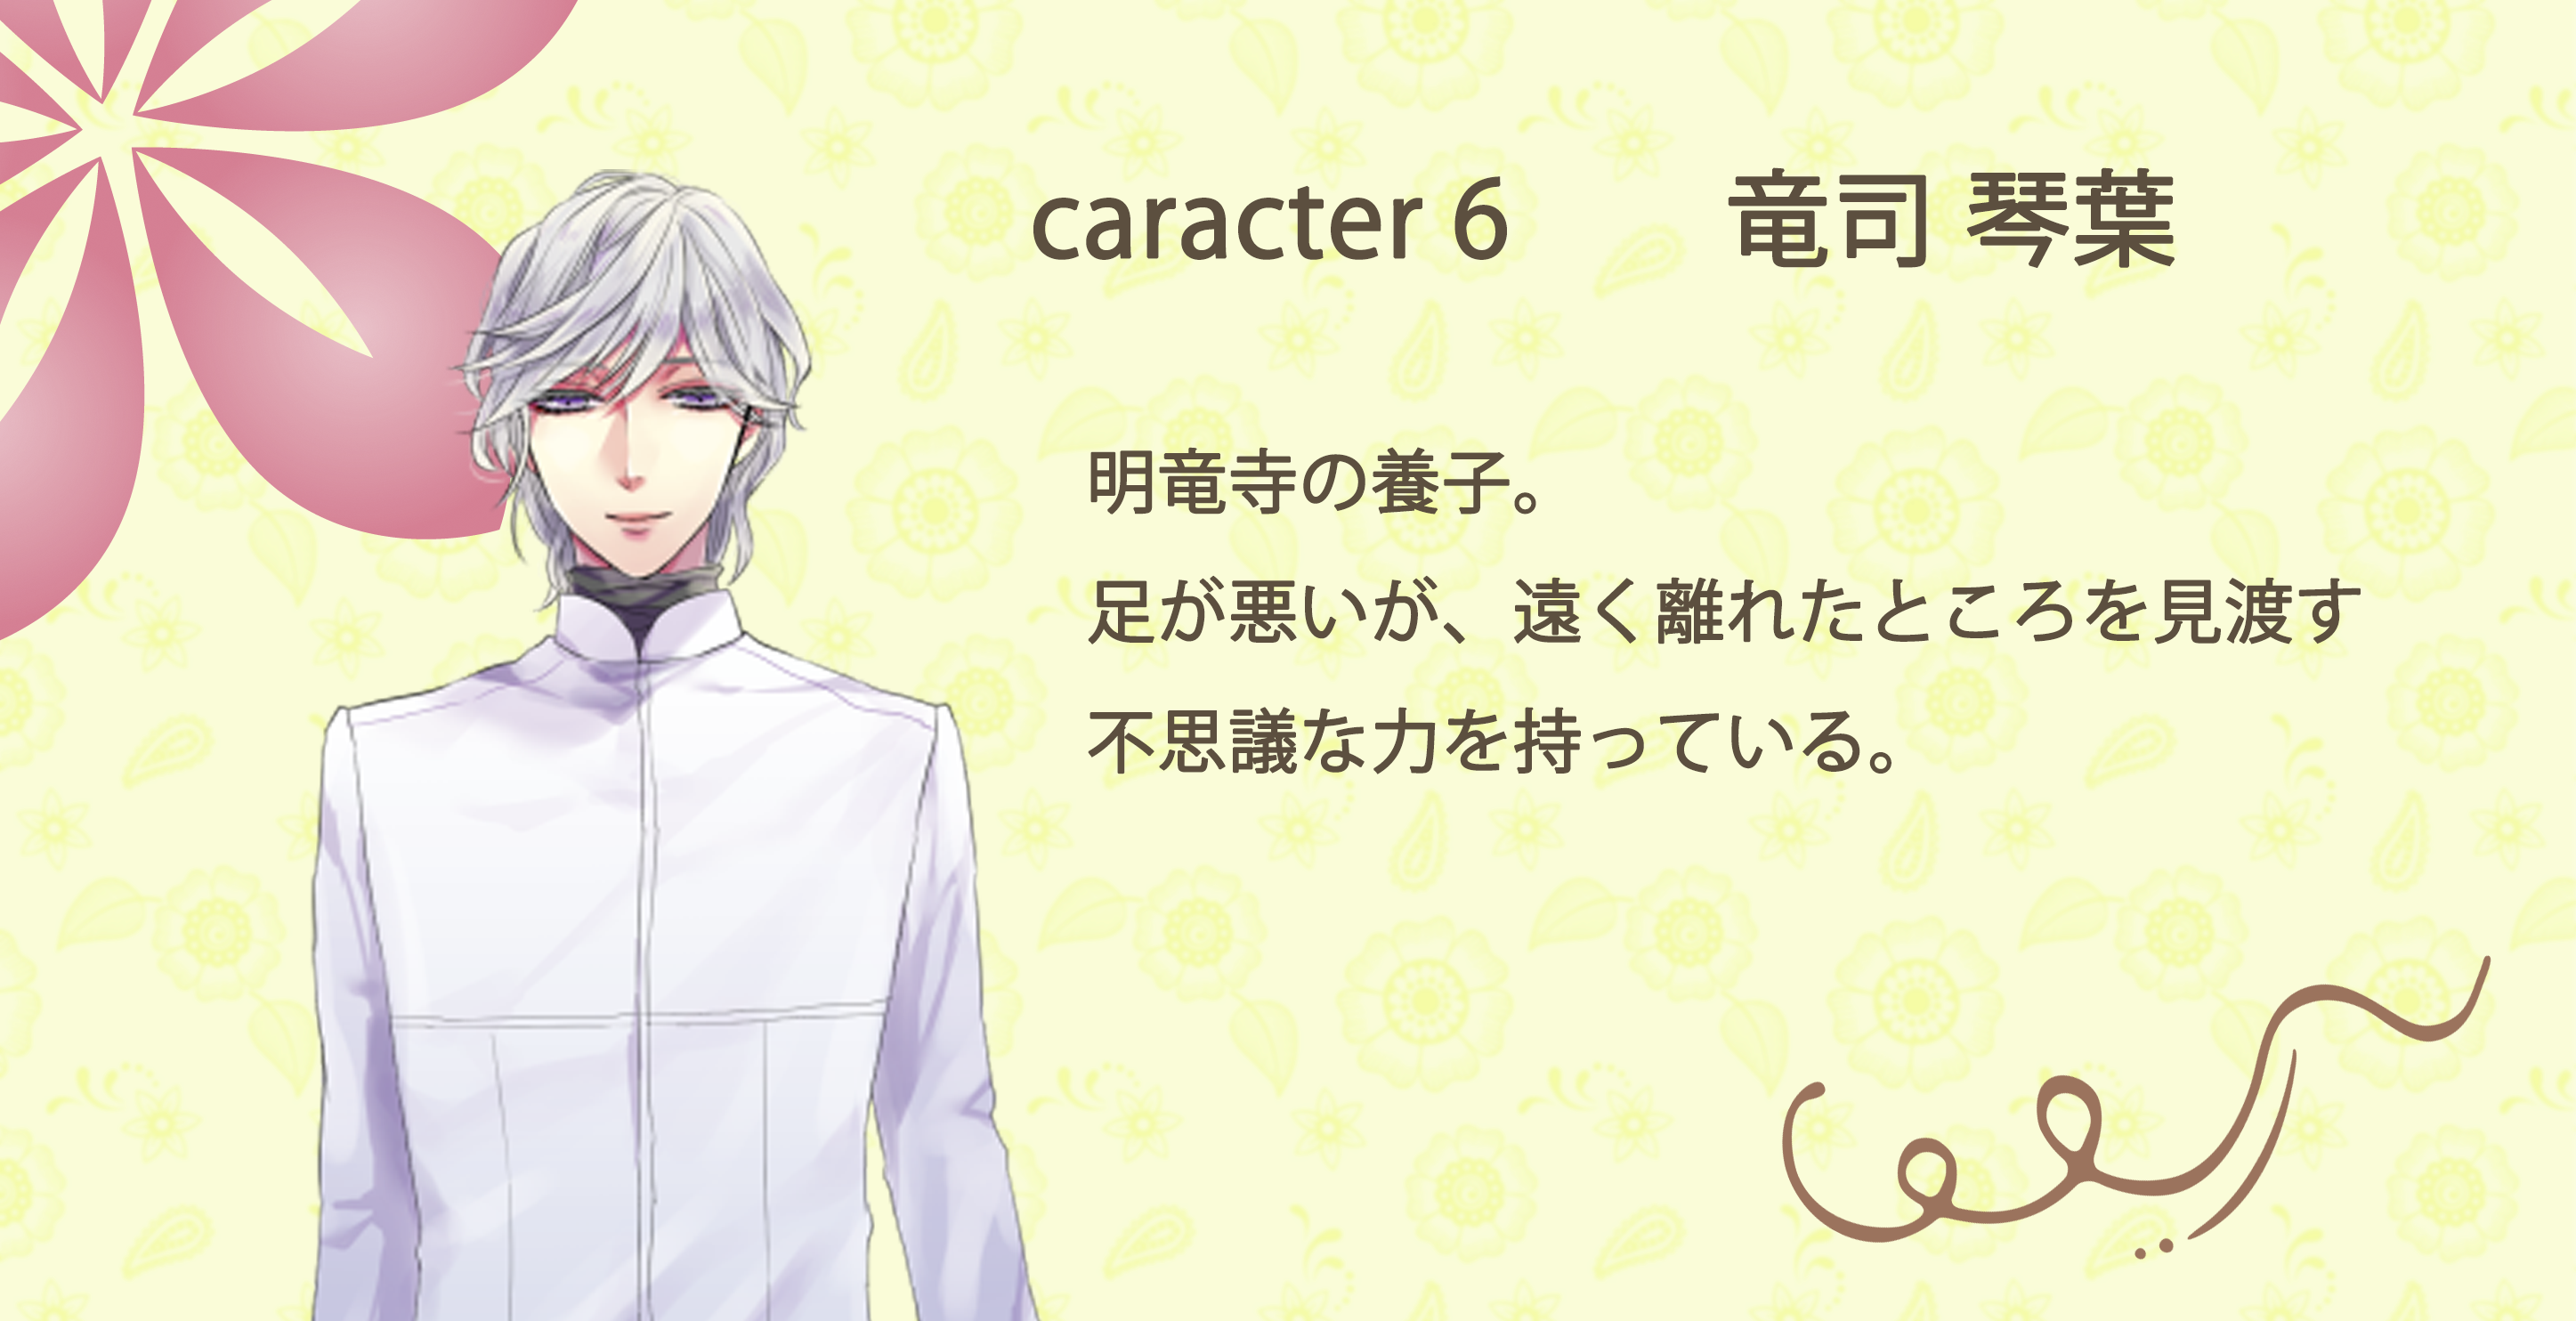 caracter 6 竜司 琴葉
明竜寺の養子。
足が悪いが、遠く離れたところを見渡す
不思議な力を持っている。